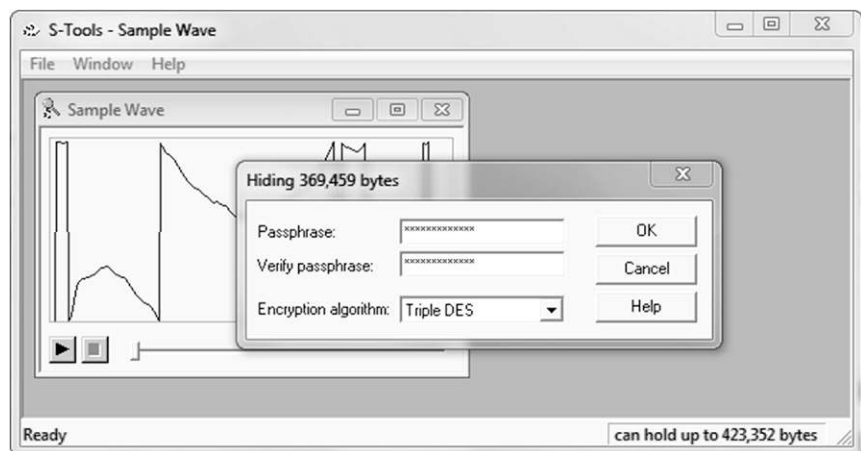 S-Tools - Sample Wave
File Window Help
Sample Wave
Hiding 369,459 bytes
Passphrase: *************
OK
Verify passphrase: *************
Cancel
Encryption algorithm: Triple DES
Help
Ready
can hold up to 423,352 bytes